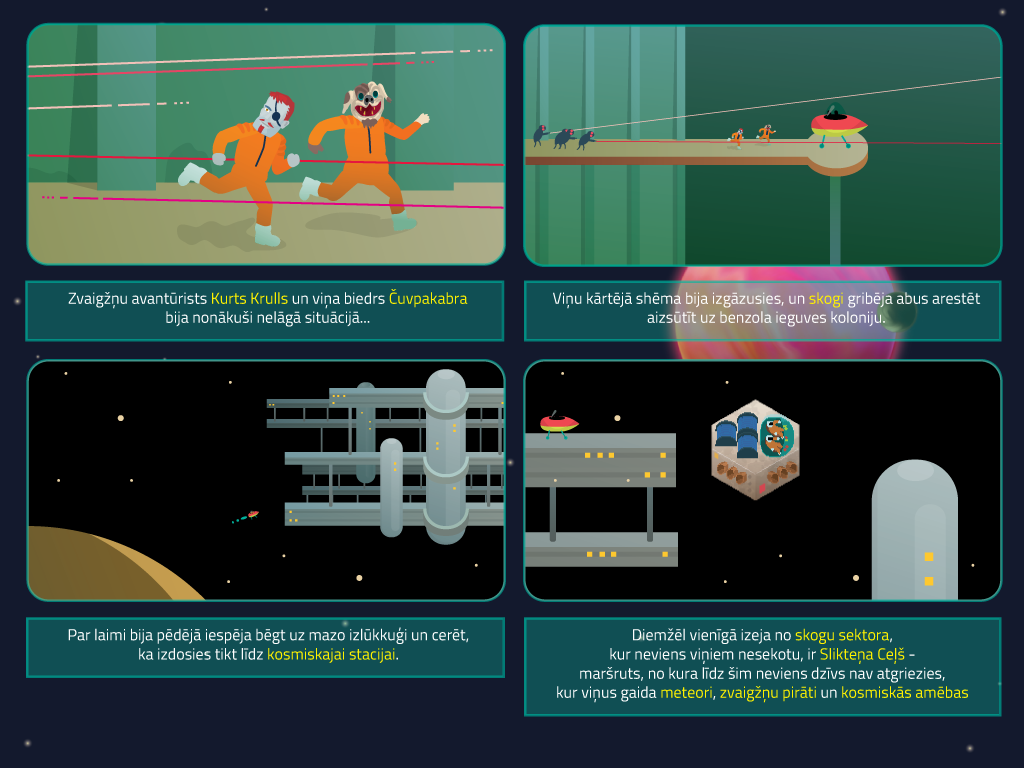 Zvaigžņu avantūrists Kurts Krulls un viņa biedrs Čuvpakabra
bija nonākuši nelāgā situācijā...
Viņu kārtējā shēma bija izgāzusies, un skogi gribēja abus arestēt
aizsūtīt uz benzola ieguves koloniju.
Par laimi bija pēdējā iespēja bēgt uz mazo izlūkkuģi un cerēt,
ka izdosies tikt līdz kosmiskajai stacijai.
Diemžēl vienīgā izeja no skogu sektora,
kur neviens viņiem nesekotu, ir Slikteņa Ceļš -
maršruts, no kura līdz šim neviens dzīvs nav atgriezies,
kur viņus gaida meteori, zvaigžņu pirāti un kosmiskās amēbas